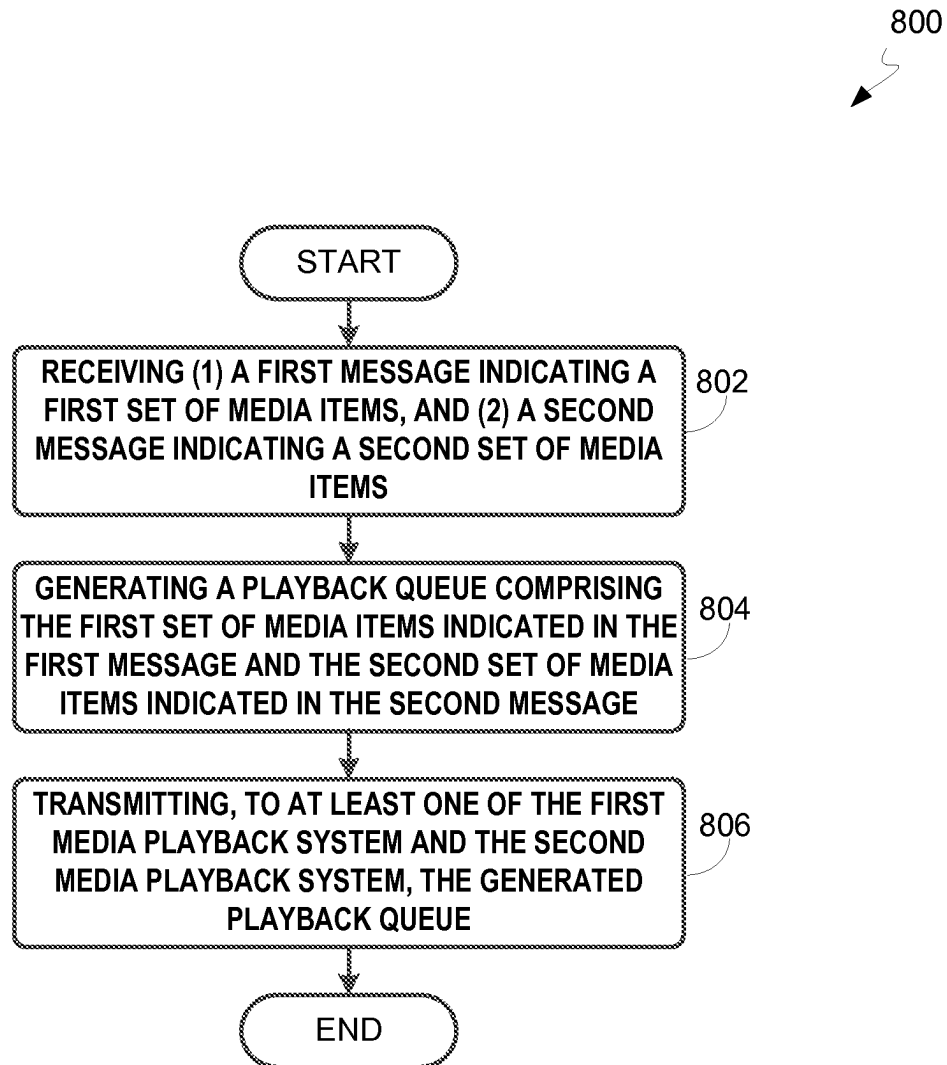 800
START
RECEIVING (1) A FIRST MESSAGE INDICATING A
FIRST SET OF MEDIA ITEMS, AND (2) A SECOND
MESSAGE INDICATING A SECOND SET OF MEDIA
ITEMS
802
GENERATING A PLAYBACK QUEUE COMPRISING
THE FIRST SET OF MEDIA ITEMS INDICATED IN THE
FIRST MESSAGE AND THE SECOND SET OF MEDIA
ITEMS INDICATED IN THE SECOND MESSAGE
804
TRANSMITTING, TO AT LEAST ONE OF THE FIRST
MEDIA PLAYBACK SYSTEM AND THE SECOND
MEDIA PLAYBACK SYSTEM, THE GENERATED
PLAYBACK QUEUE
806
END